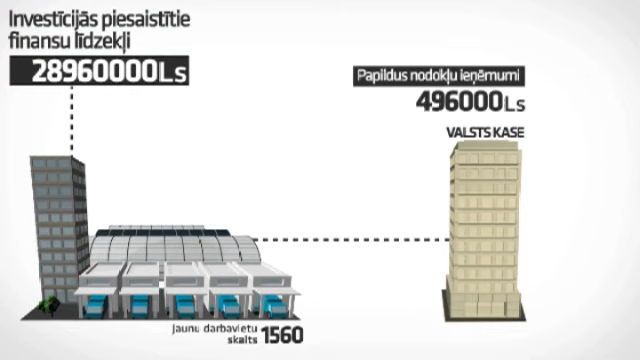 Investīcijās piesaistītie
finansu līdzekļi
28960000Ls
Papildus nodokļu ieņēmumi
496000Ls
VALSTS KASE
Jaunu darbavietu
skaits 1560